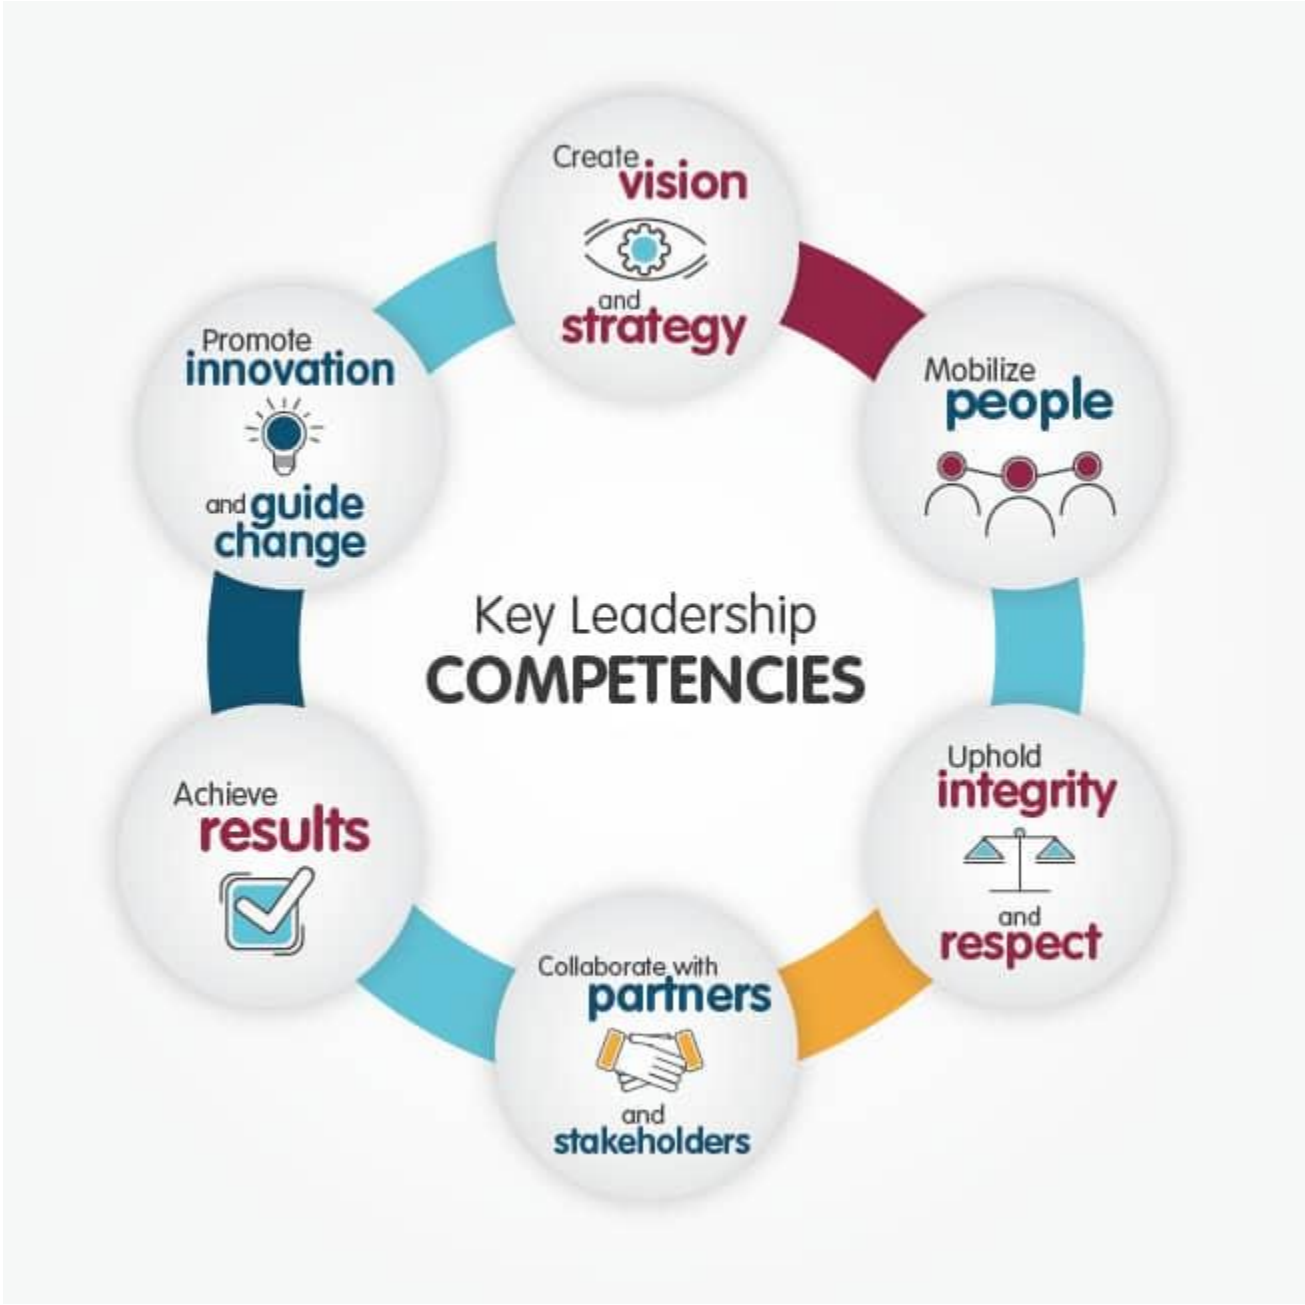 Create
vision
and
strategy
Mobilize
people
Uphold
integrity
and
respect
Collaborate with
partners
and
stakeholders
Achieve
results
Promote
innovation
and guide
change
Key Leadership
COMPETENCIES